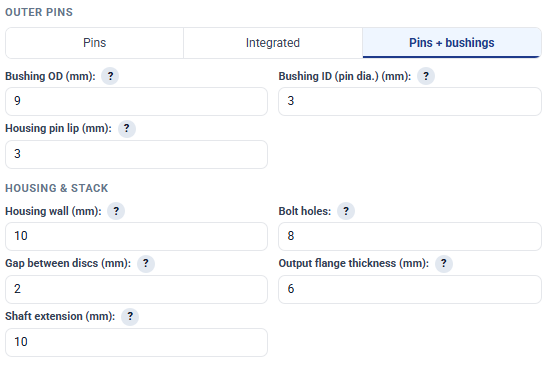 OUTER PINS
Pins Integrated Pins + bushings
Bushing OD (mm): ? Bushing ID (pin dia.) (mm): ?
9 3
Housing pin lip (mm): ?
3
HOUSING & STACK
Housing wall (mm): ? Bolt holes: ?
10 8
Gap between discs (mm): ? Output flange thickness (mm): ?
2 6
Shaft extension (mm): ?
10